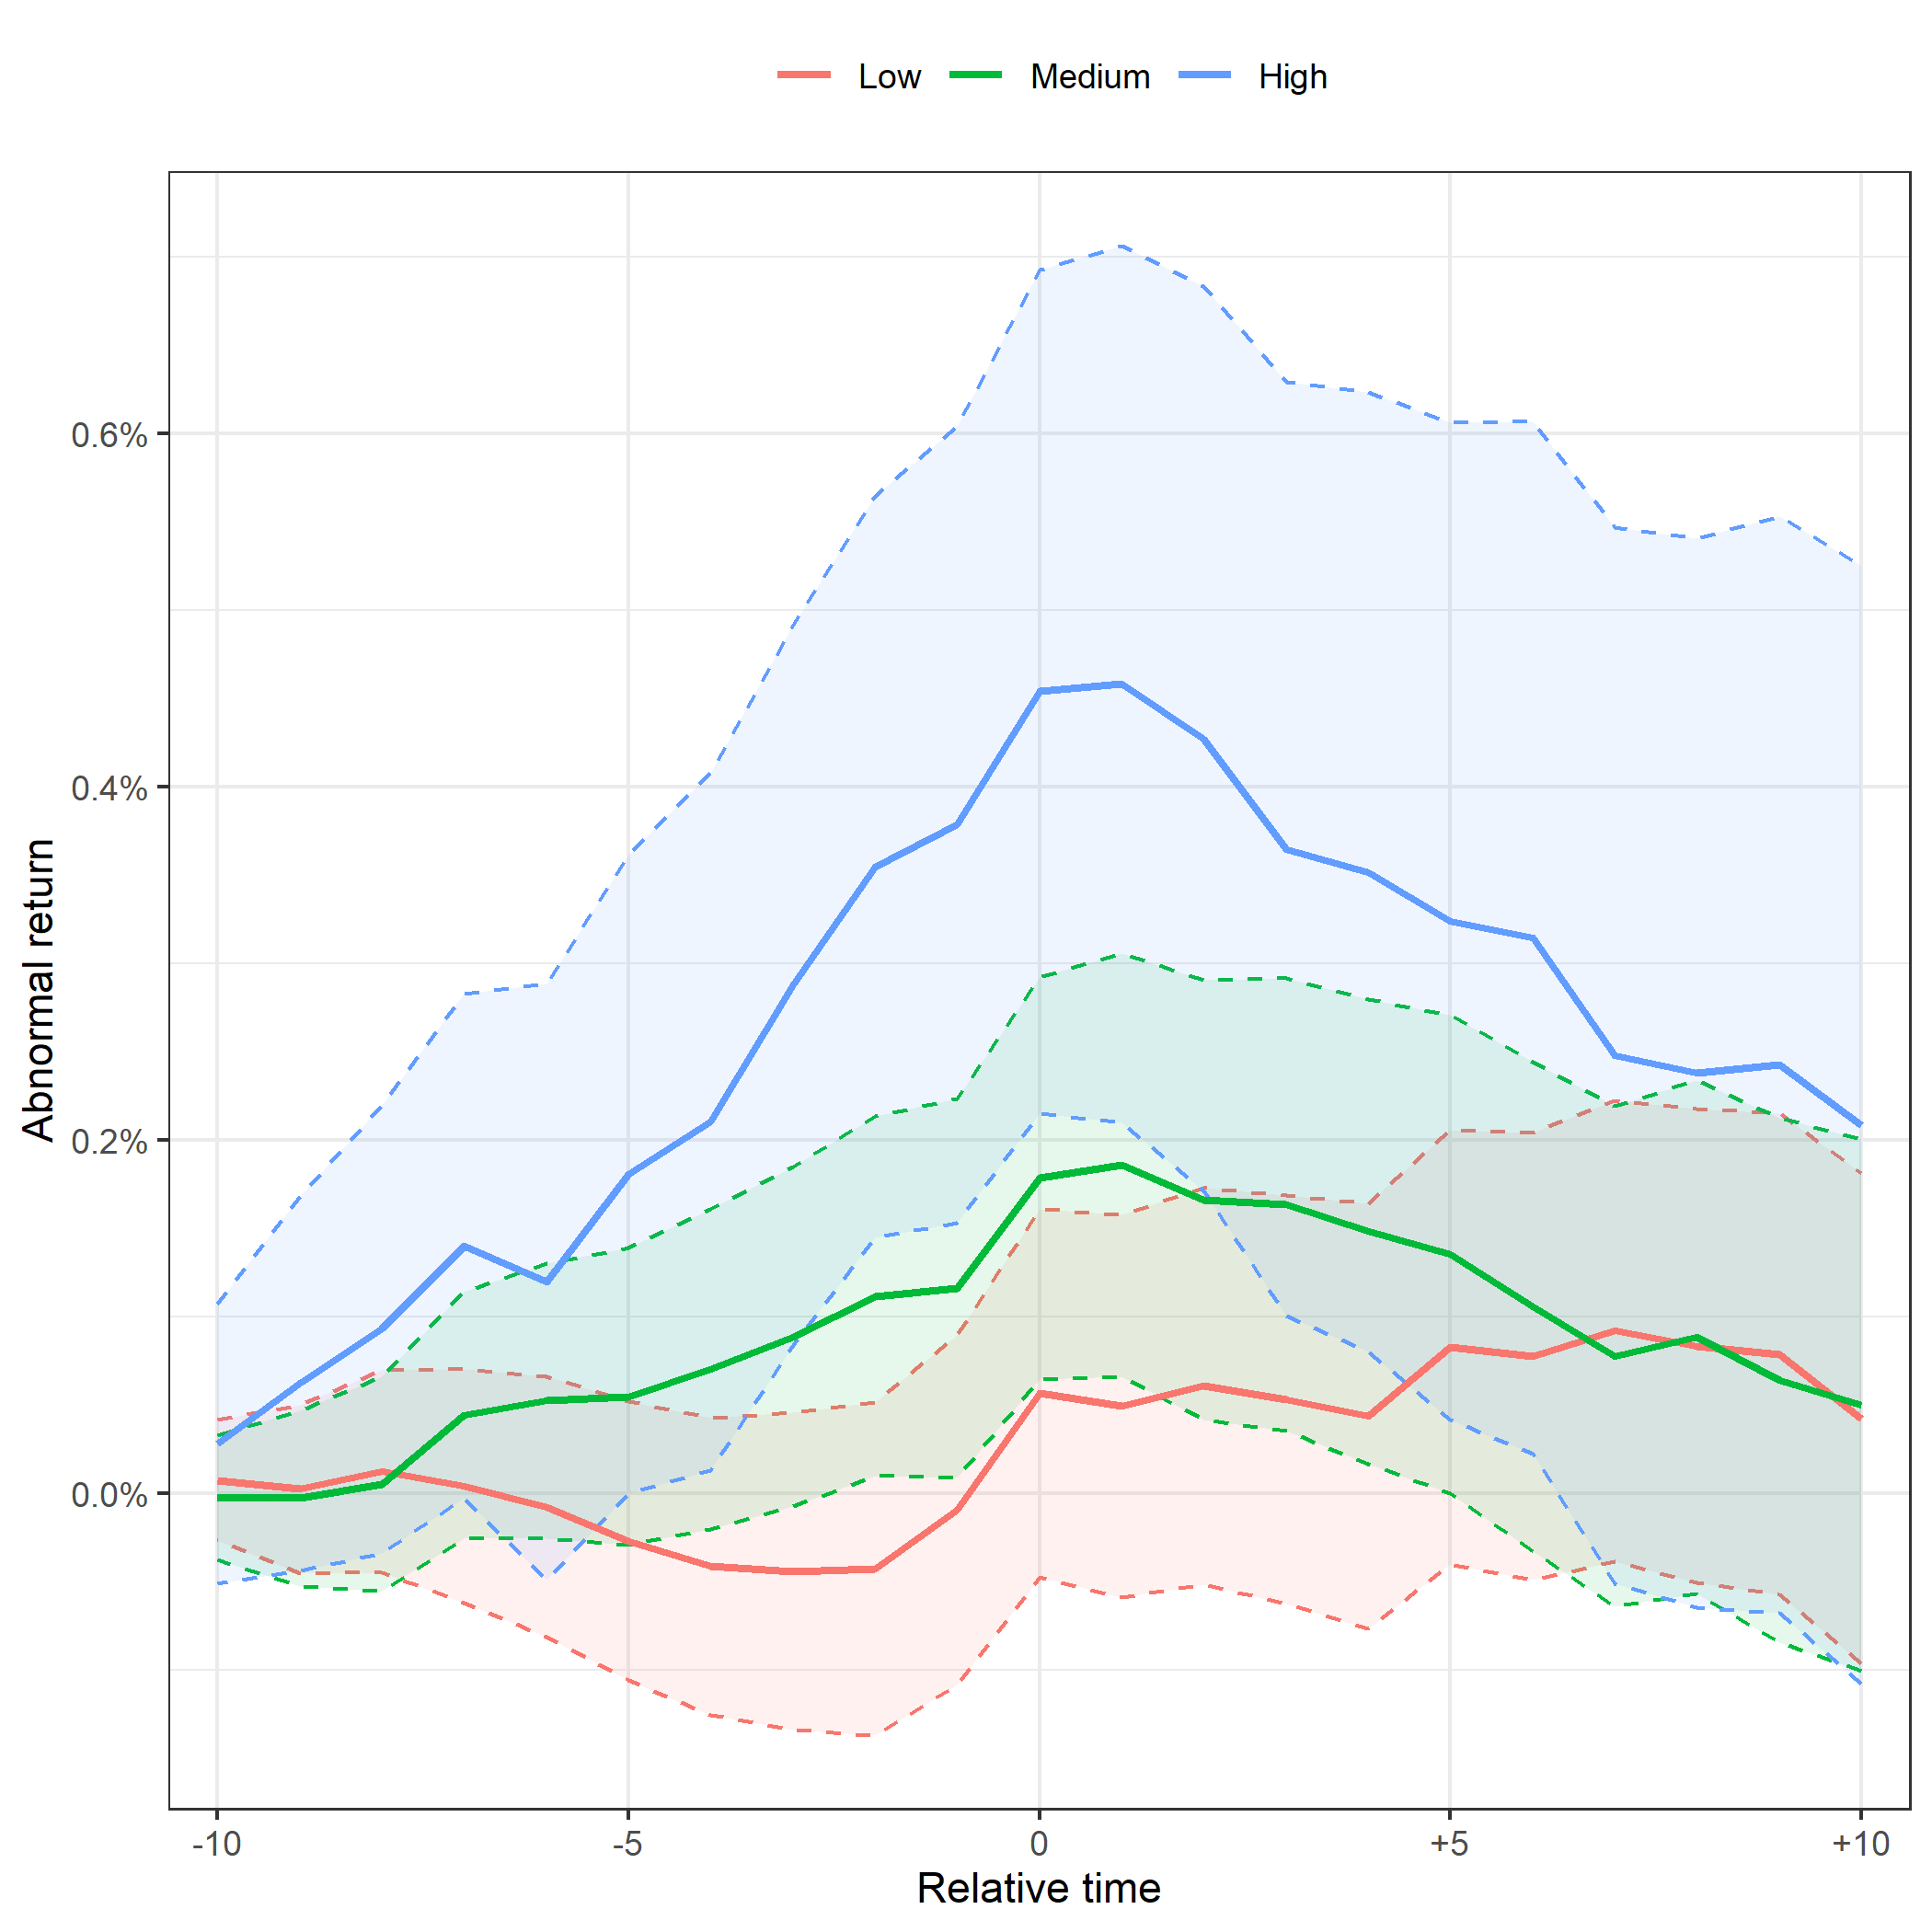 Low Medium High
0.6%
0.4%
0.2%
0.0%
Abnormal return
-10 -5 0 +5 +10
Relative time